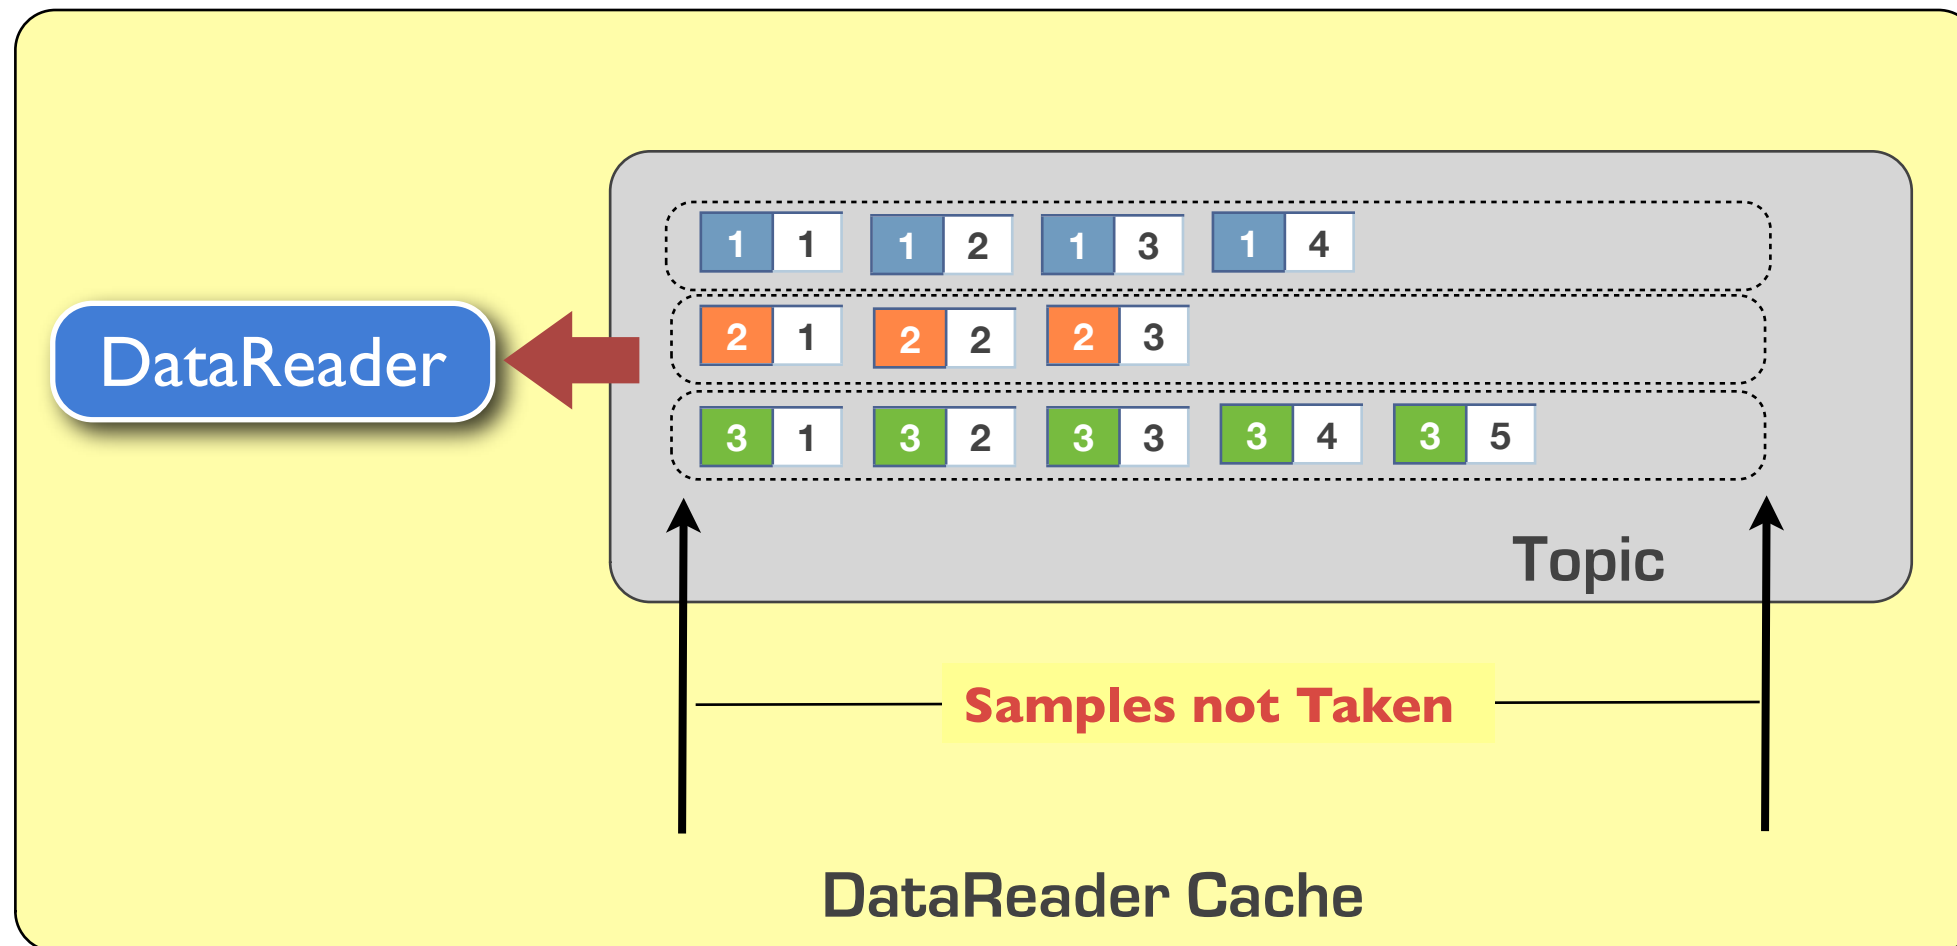 1 1 1 2 1 3 1 4
2 1 2 2 2 3
DataReader
3 1 3 2 3 3 3 4 3 5
Topic
Samples not Taken
DataReader Cache